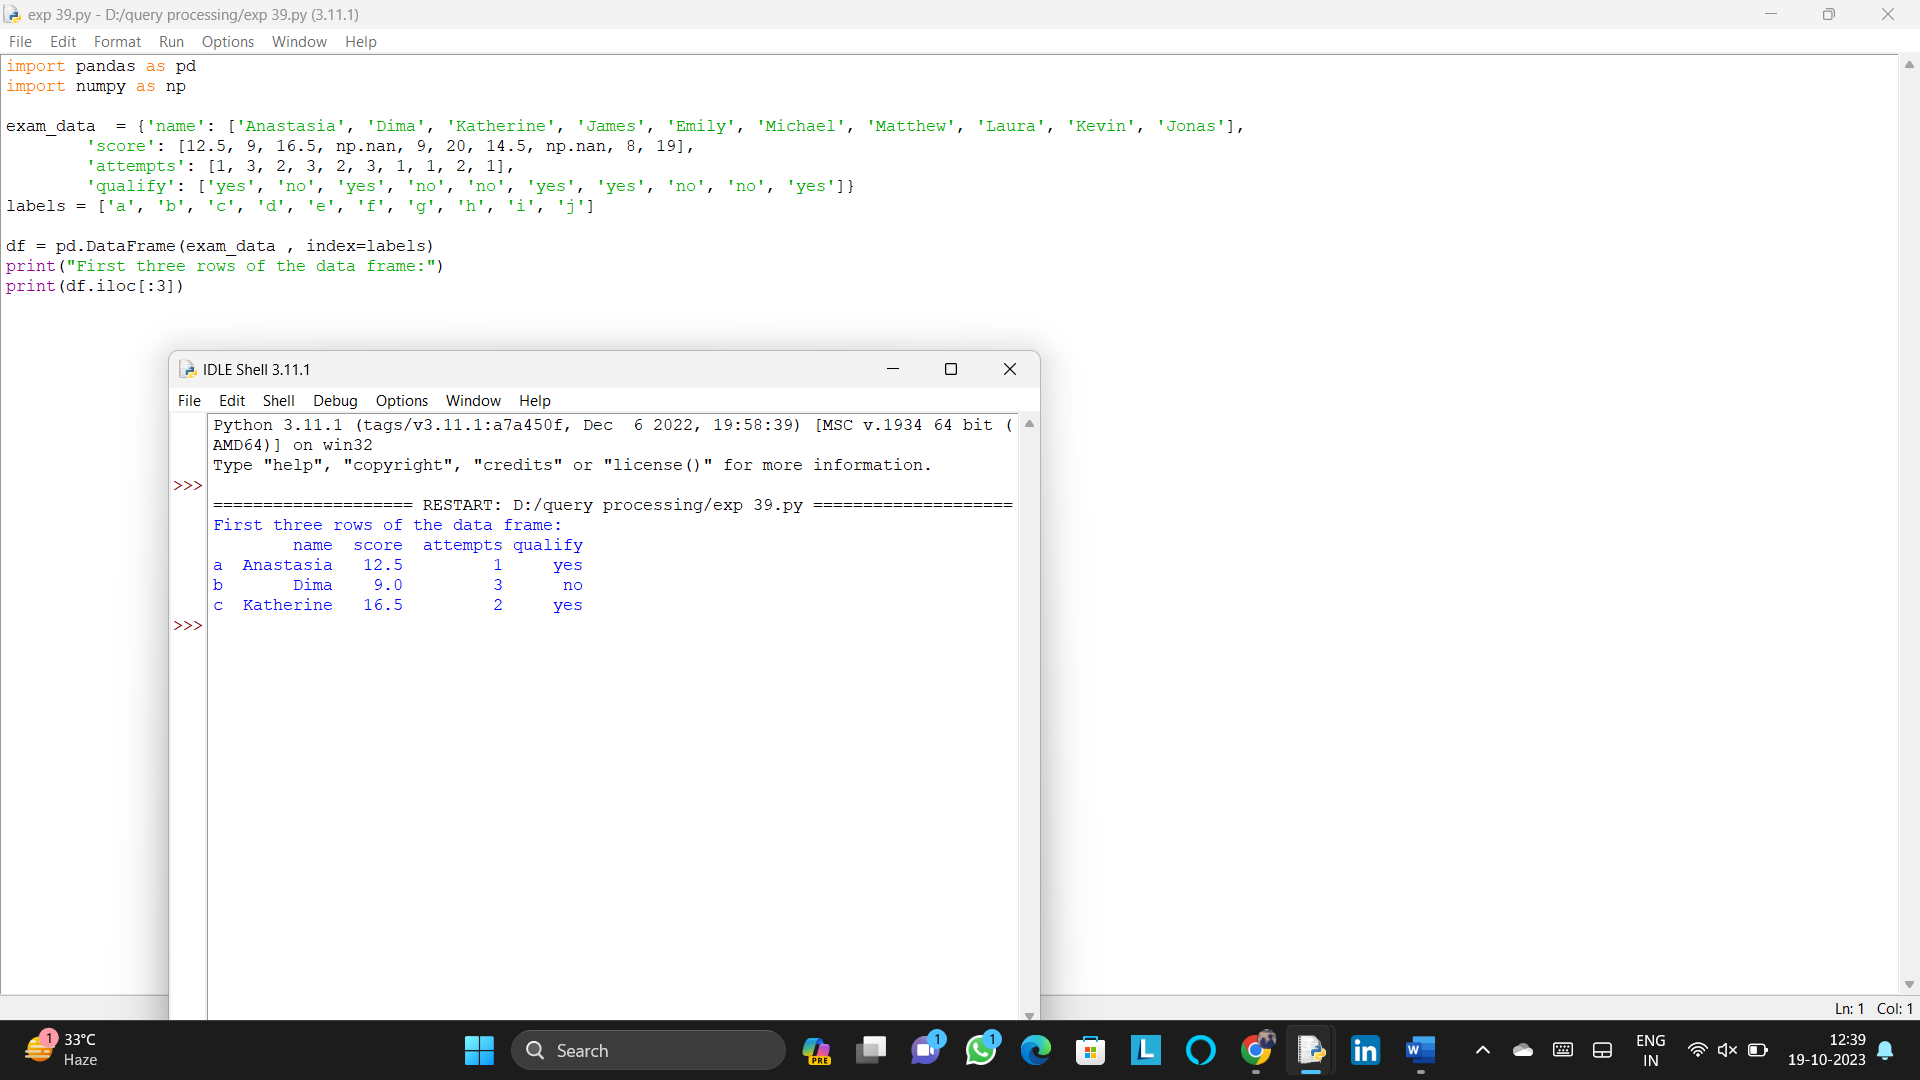 exp 39.py - D:/query processing/exp 39.py (3.11.1)
File Edit Format Run Options Window Help
import pandas as pd
import numpy as np
exam_data  = {'name': ['Anastasia', 'Dima', 'Katherine', 'James', 'Emily', 'Michael', 'Matthew', 'Laura', 'Kevin', 'Jonas'],
        'score': [12.5, 9, 16.5, np.nan, 9, 20, 14.5, np.nan, 8, 19],
        'attempts': [1, 3, 2, 3, 2, 3, 1, 1, 2, 1],
        'qualify': ['yes', 'no', 'yes', 'no', 'no', 'yes', 'yes', 'no', 'no', 'yes']}
labels = ['a', 'b', 'c', 'd', 'e', 'f', 'g', 'h', 'i', 'j']
df = pd.DataFrame(exam_data , index=labels)
print("First three rows of the data frame:")
print(df.iloc[:3])
IDLE Shell 3.11.1
File Edit Shell Debug Options Window Help
Python 3.11.1 (tags/v3.11.1:a7a450f, Dec  6 2022, 19:58:39) [MSC v.1934 64 bit (
AMD64)] on win32
Type "help", "copyright", "credits" or "license()" for more information.
>>>
==================== RESTART: D:/query processing/exp 39.py ====================
First three rows of the data frame:
        name  score  attempts qualify
a  Anastasia   12.5         1     yes
b       Dima    9.0         3      no
c  Katherine   16.5         2     yes
>>>
Ln: 1 Col: 1
1 33°C
Haze
Search
PRE
1
1
L
in
W
ENG
IN
12:39
19-10-2023